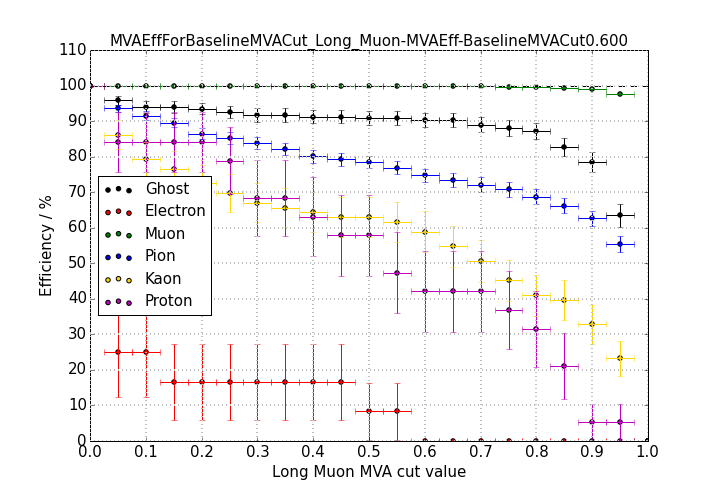 MVAEffForBaselineMVACut_Long_Muon-MVAEff-BaselineMVACut0.600
110
100
90
80
70
60
50
40
30
20
10
0
Efficiency / %
Ghost
Electron
Muon
Pion
Kaon
Proton
0.0 0.1 0.2 0.3 0.4 0.5 0.6 0.7 0.8 0.9 1.0
Long Muon MVA cut value